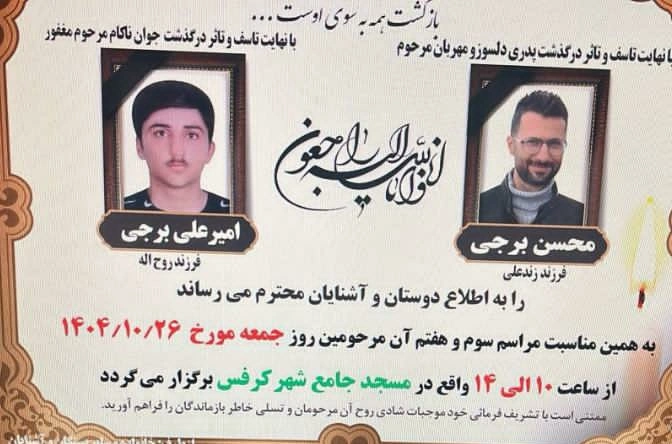 بازگشت همه به سوی اوست ...
با نهایت تاسف و تاثر درگذشت پدری دلسوز و مهربان مرحوم
با نهایت تاسف و تاثر درگذشت جوان ناکام مرحوم مغفور
انا لله و انا الیه راجعون
محسن برجی
فرزند زندعلی
امیرعلی برجی
فرزند روح اله
را به اطلاع دوستان و آشنایان محترم می رساند
به همین مناسبت مراسم سوم و هفتم آن مرحومین روز جمعه مورخ ۱۴۰۴/۱۰/۲۶
از ساعت ۱۰ الی ۱۴ واقع در مسجد جامع شهر کرفس برگزار می گردد
ممتنی است با تشریف فرمائی خود موجبات شادی روح آن مرحومان و تسلی خاطر بازماندگان را فراهم آورید.